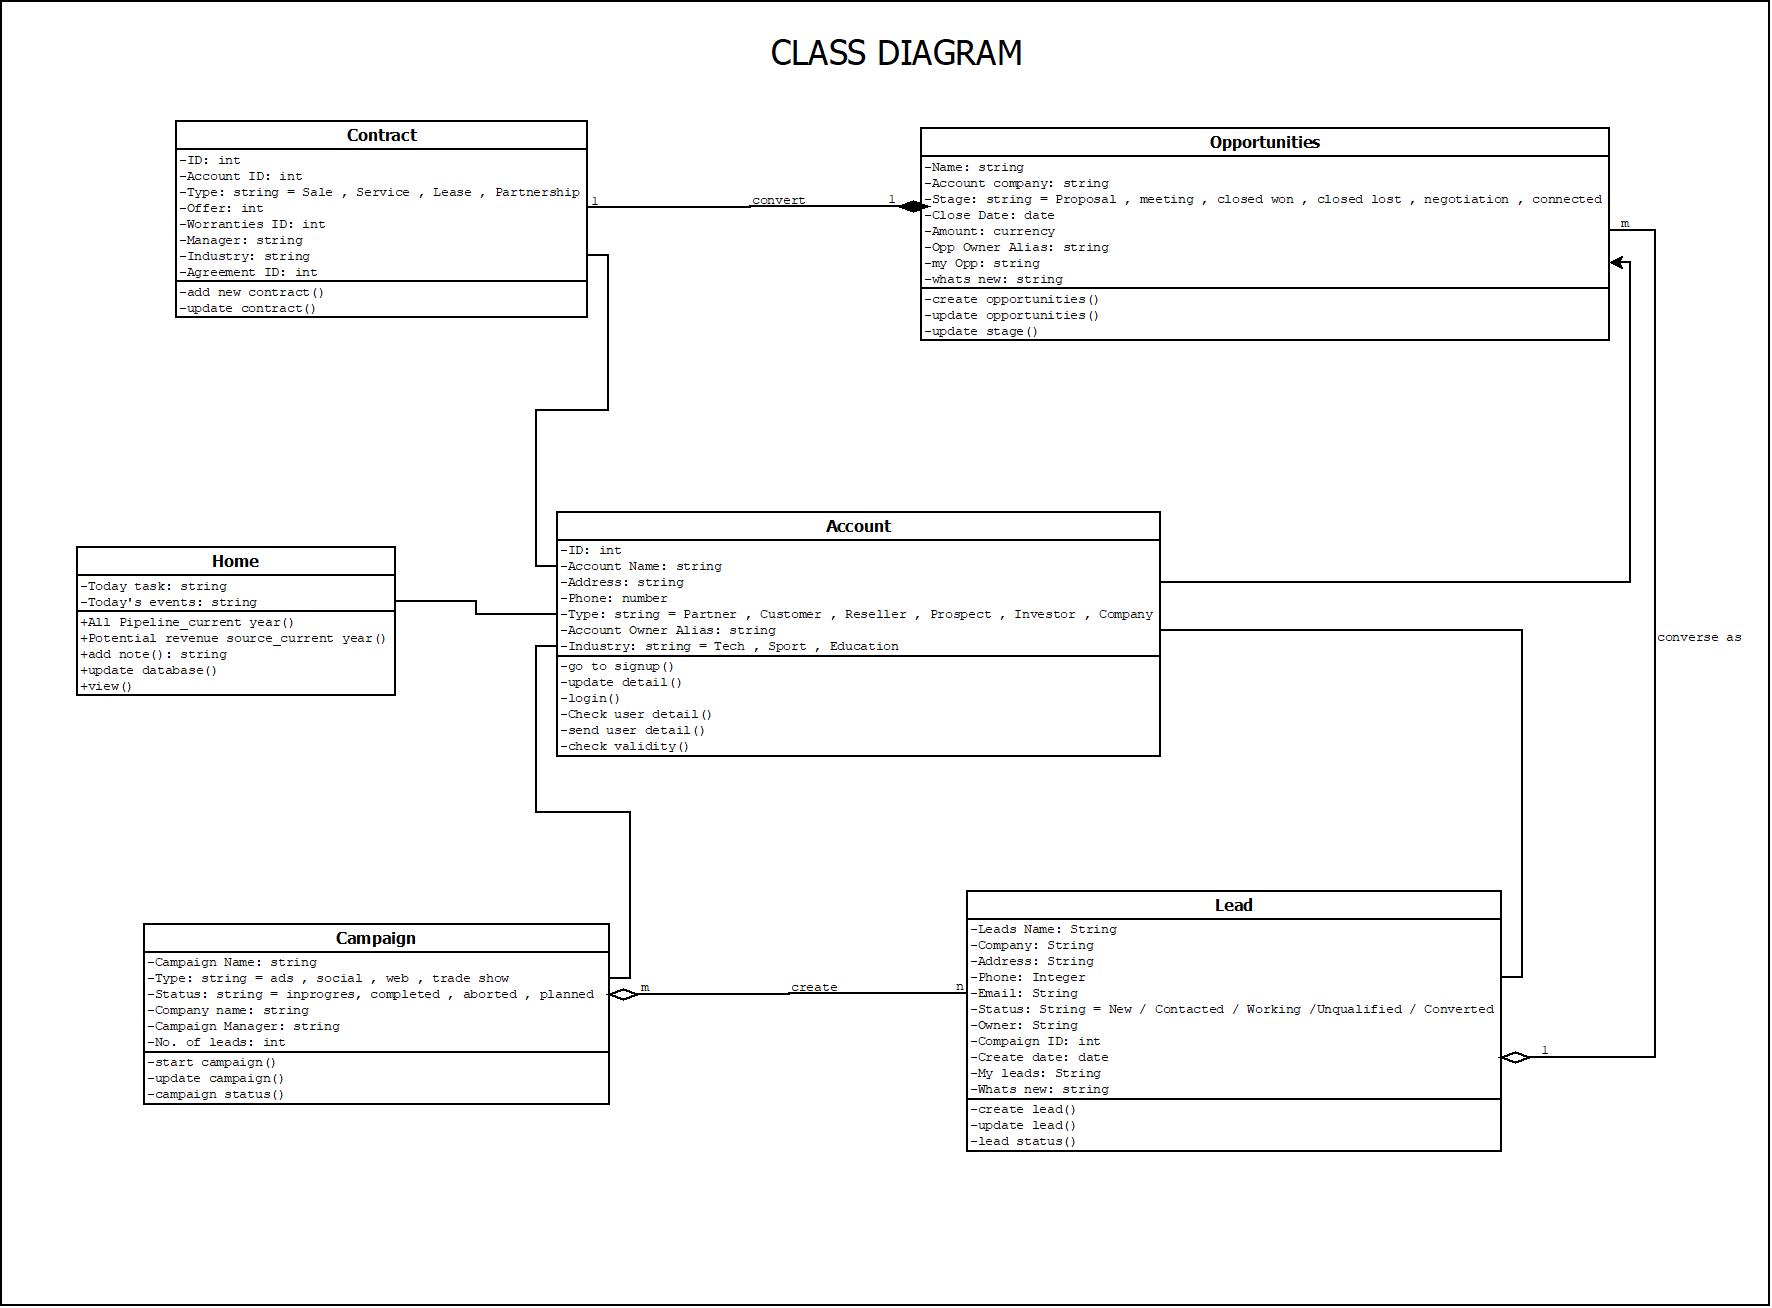 CLASS DIAGRAM
Contract
-ID: int
-Account ID: int
-Type: string = Sale , Service , Lease , Partnership
-Offer: int
-Worranties ID: int
-Manager: string
-Industry: string
-Agreement ID: int
-add new contract()
-update contract()
1
convert
1
Opportunities
-Name: string
-Account company: string
-Stage: string = Proposal , meeting , closed won , closed lost , negotiation , connected
-Close Date: date
-Amount: currency
-Opp Owner Alias: string
-my Opp: string
-whats new: string
-create opportunities()
-update opportunities()
-update stage()
m
Home
-Today task: string
-Today's events: string
+All Pipeline_current year()
+Potential revenue source_current year()
+add note(): string
+update database()
+view()
Account
-ID: int
-Account Name: string
-Address: string
-Phone: number
-Type: string = Partner , Customer , Reseller , Prospect , Investor , Company
-Account Owner Alias: string
-Industry: string = Tech , Sport , Education
-go to signup()
-update detail()
-login()
-Check user detail()
-send user detail()
-check validity()
converse as
Campaign
-Campaign Name: string
-Type: string = ads , social , web , trade show
-Status: string = inprogres, completed , aborted , planned
-Company name: string
-Campaign Manager: string
-No. of leads: int
-start campaign()
-update campaign()
-campaign status()
m
create
n
Lead
-Leads Name: String
-Company: String
-Address: String
-Phone: Integer
-Email: String
-Status: String = New / Contacted / Working /Unqualified / Converted
-Owner: String
-Compaign ID: int
-Create date: date
-My leads: String
-Whats new: string
-create lead()
-update lead()
-lead status()
1